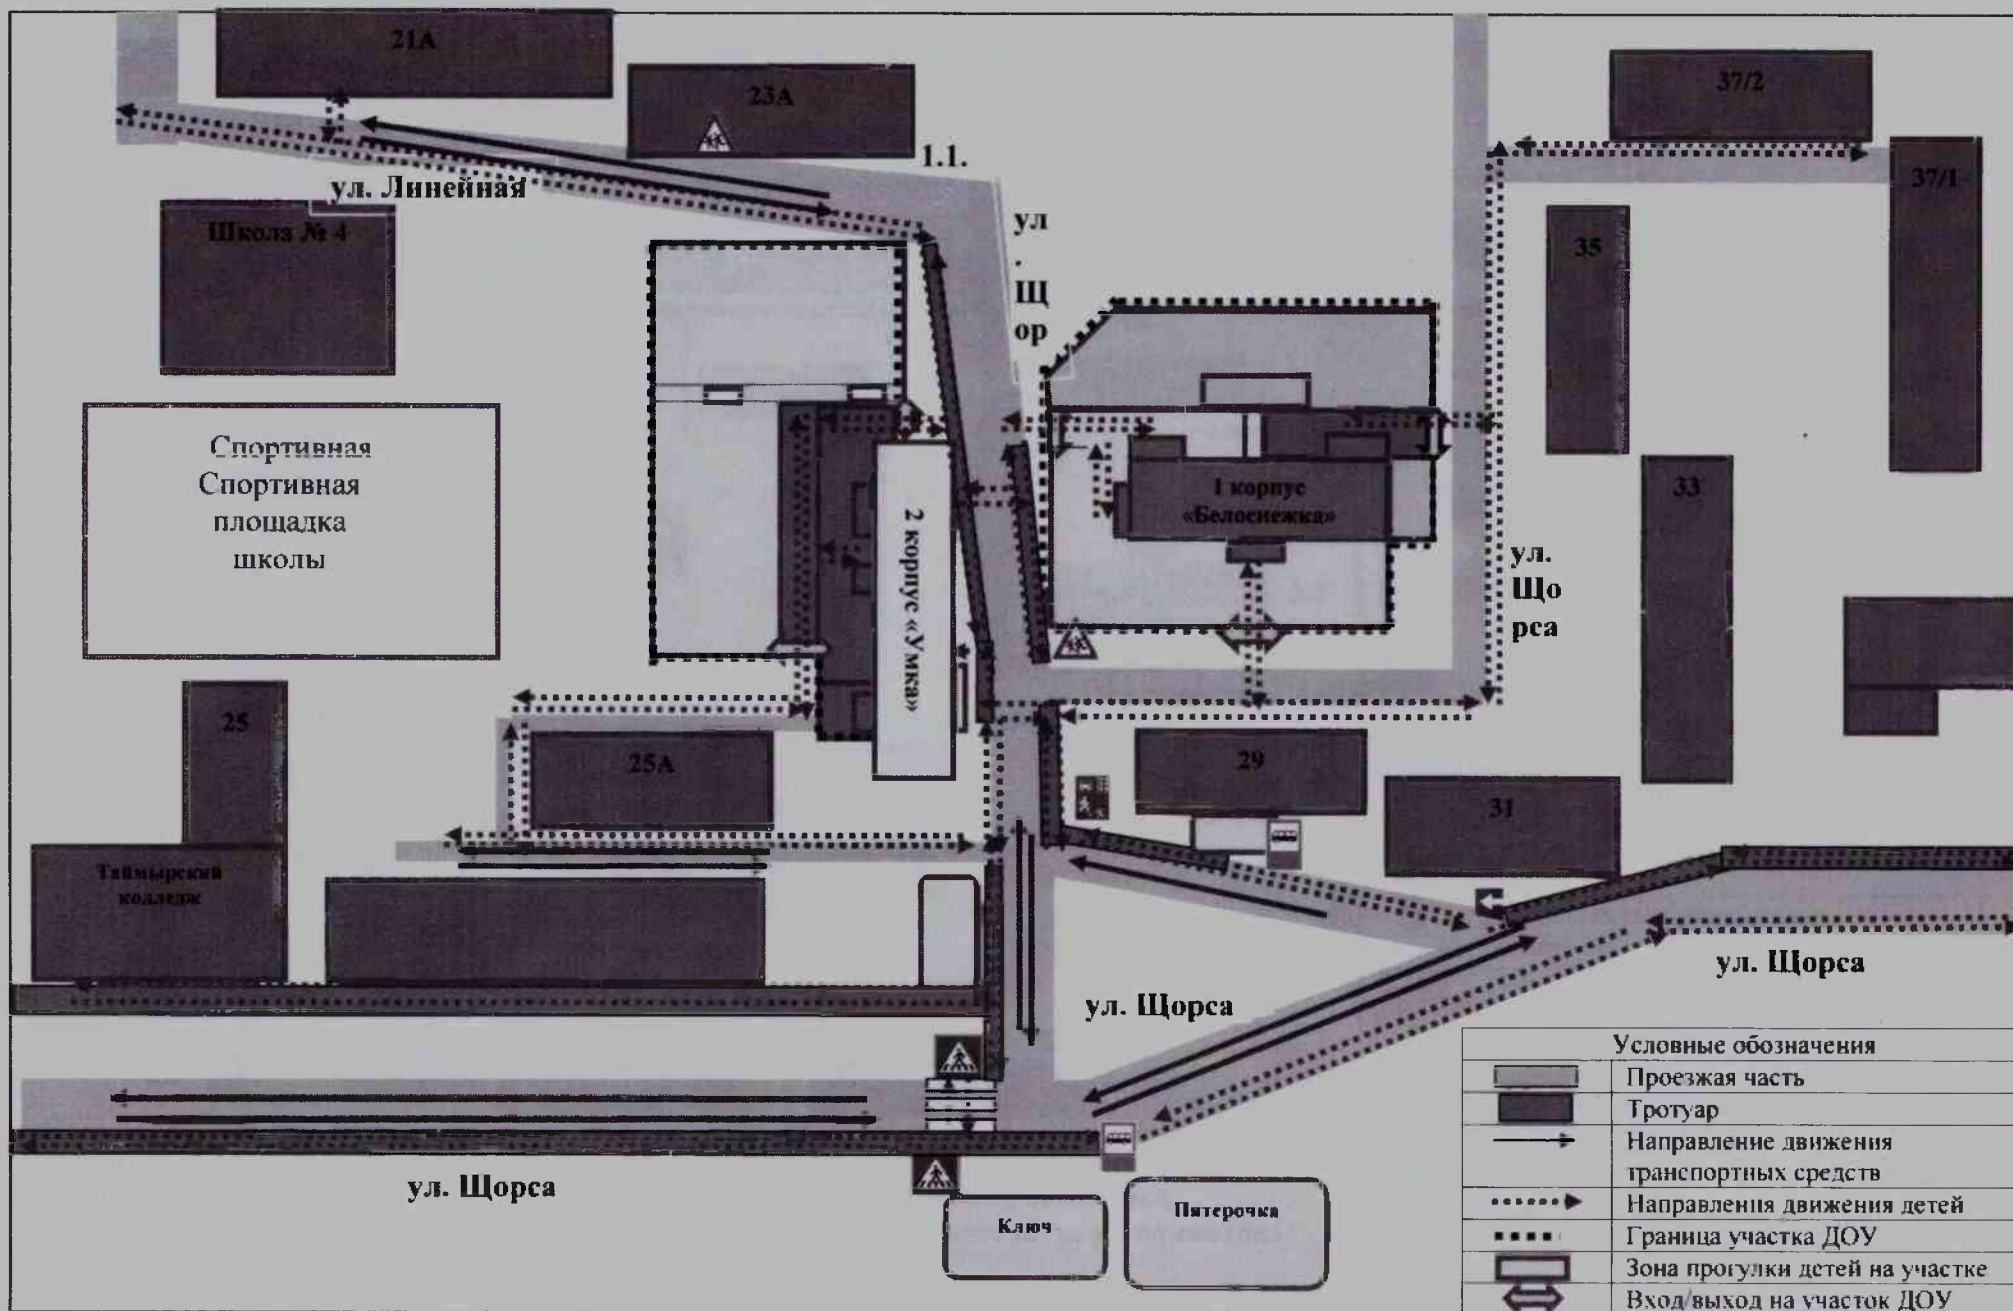 21А
23А
1.1.
37/2
37/1
ул. Линейная
Школа № 4
ул
.
Щ
ор
35
Спортивная
Спортивная
площадка
школы
2 корпус «Умка»
1 корпус
«Белоснежка»
33
ул.
Що
рса
25
25А
29
31
Таймырский
колледж
ул. Щорса
ул. Щорса
ул. Щорса
Ключ
Пятерочка
Условные обозначения
Проезжая часть
Тротуар
Направление движения
транспортных средств
Направления движения детей
Граница участка ДОУ
Зона прогулки детей на участке
Вход/выход на участок ДОУ